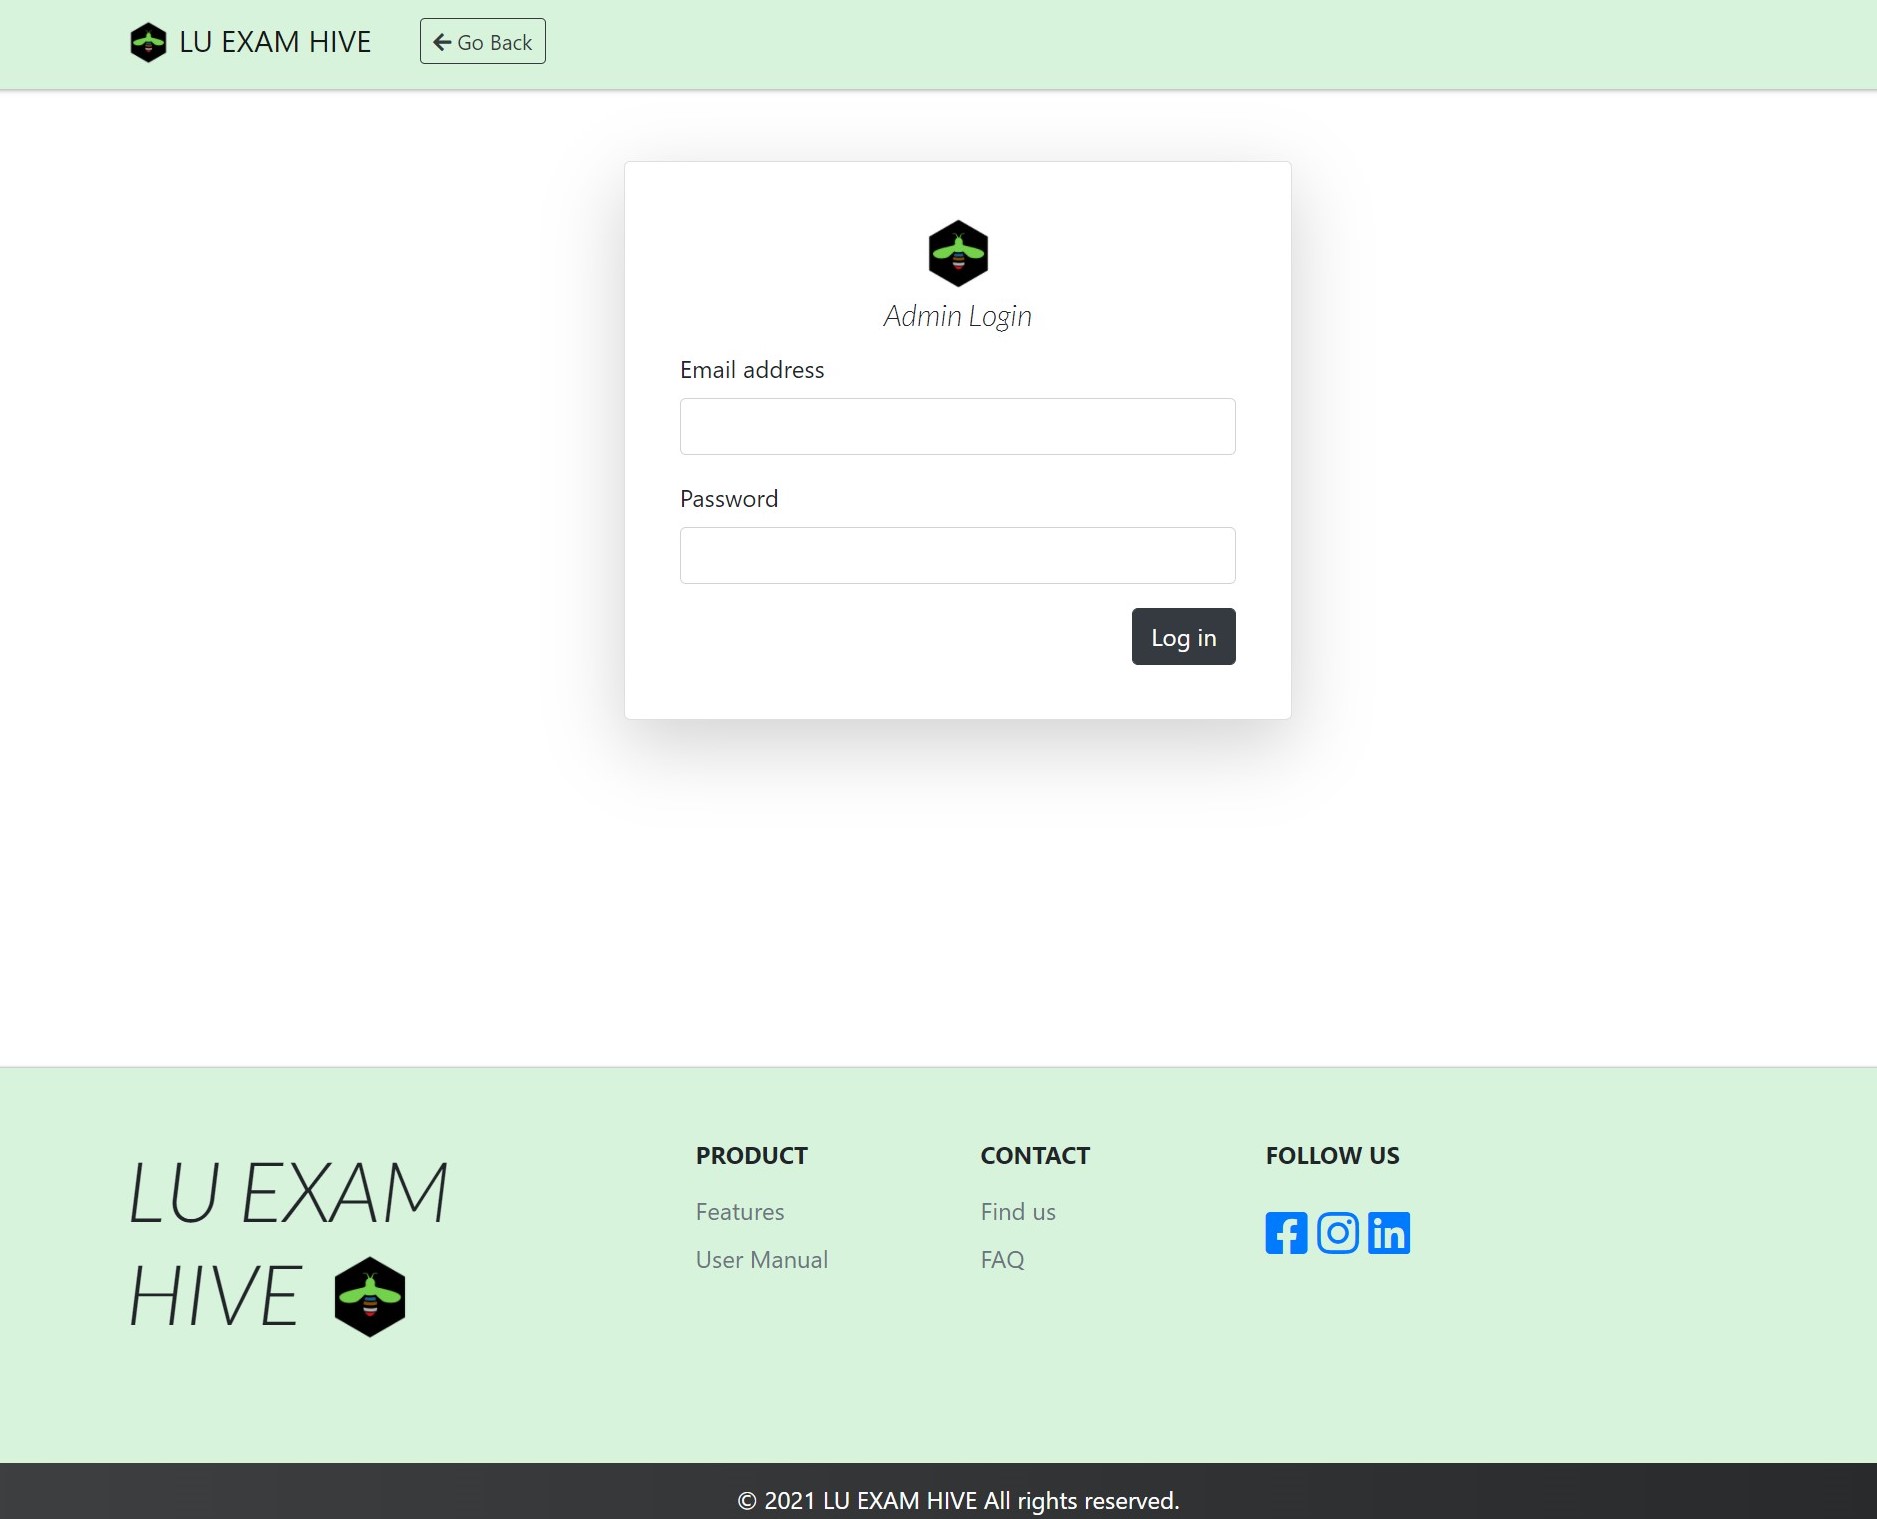 LU EXAM HIVE
Go Back
Admin Login
Email address
Password
Log in
LU EXAM
HIVE
PRODUCT
Features
User Manual
CONTACT
Find us
FAQ
FOLLOW US
© 2021 LU EXAM HIVE All rights reserved.